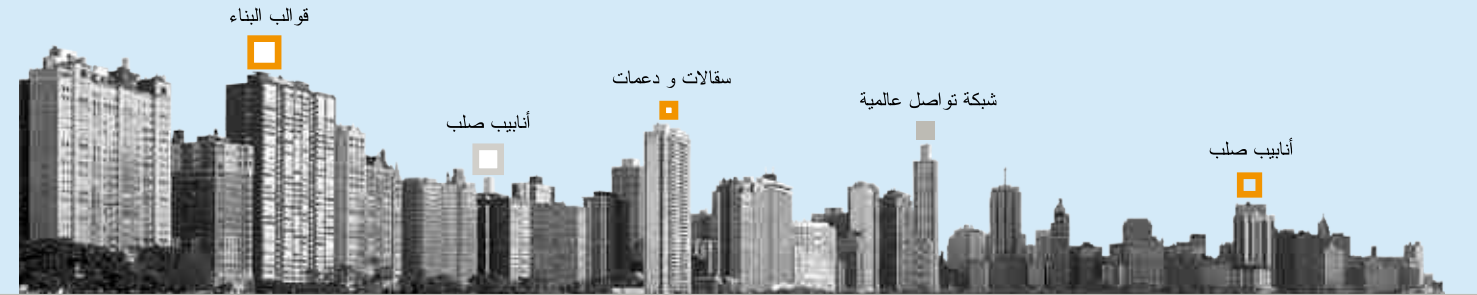 قوالب البناء
سقالات و دعمات
شبكة تواصل عالمية
أنابيب صلب
أنابيب صلب